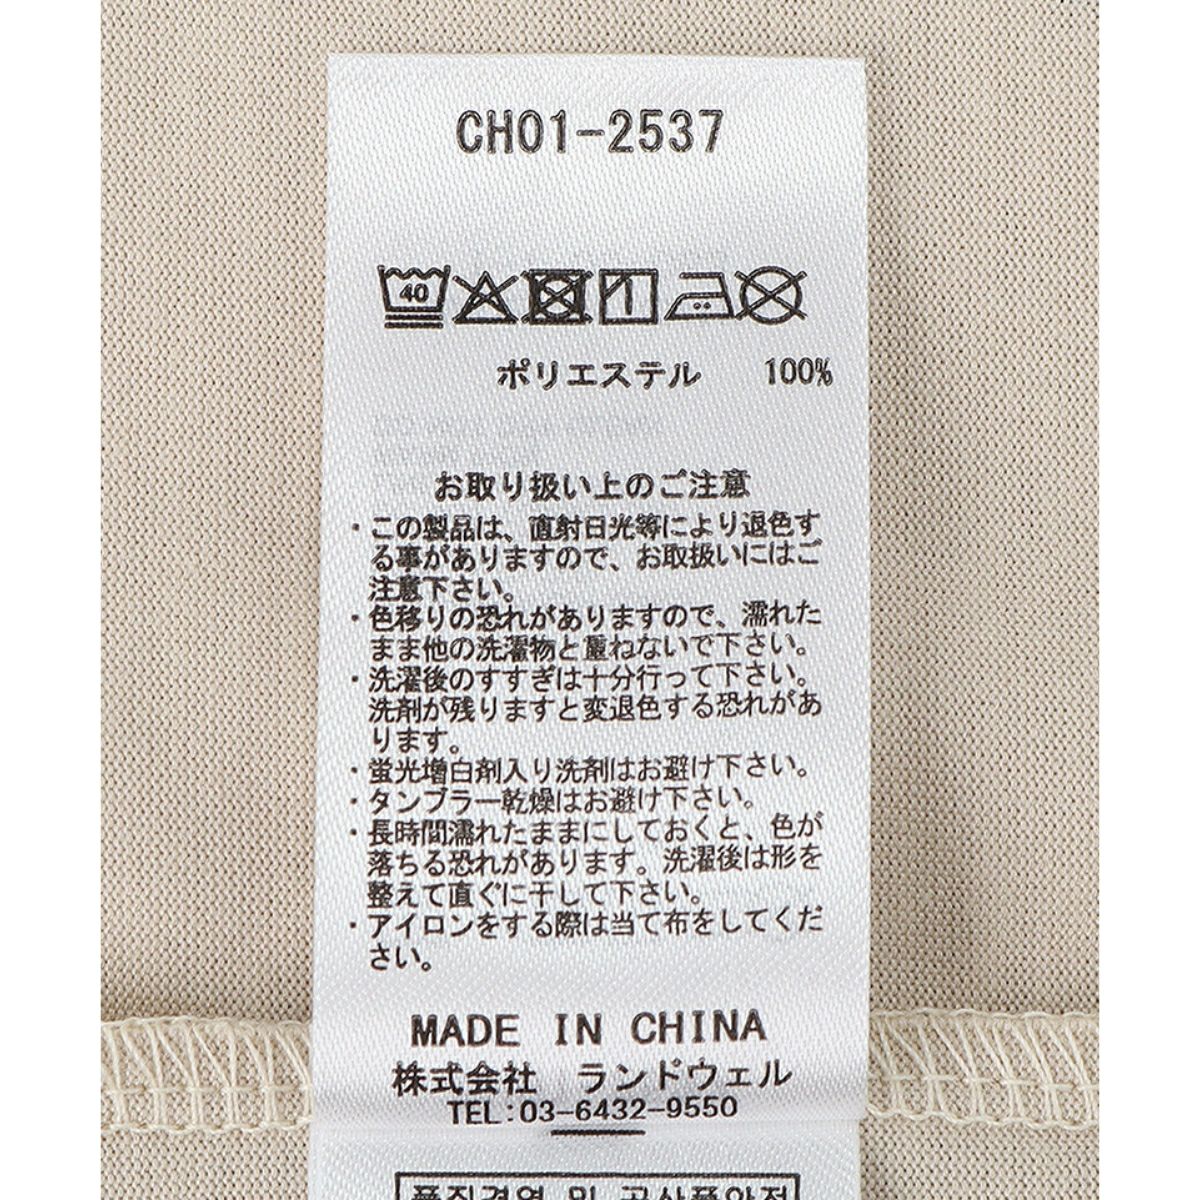 CH01-2537
40
ポリエステル 100%
お取り扱い上のご注意
・この製品は、直射日光等により退色す
る事がありますので、お取扱いにはご
注意下さい。
・色移りの恐れがありますので、濡れた
まま他の洗濯物と重ねないで下さい。
・洗濯後のすすぎは十分行って下さい。
洗剤が残りますと変退色する恐れがあ
ります。
・蛍光増白剤入り洗剤はお避け下さい。
・タンブラー乾燥はお避け下さい。
・長時間濡れたままにしておくと、色が
落ちる恐れがあります。洗濯後は形を
整えて直ぐに干して下さい。
・アイロンをする際は当て布をしてくだ
さい。
MADE IN CHINA
株式会社 ランドウェル
TEL:03-6432-9550
품질경영 및 공산품안전